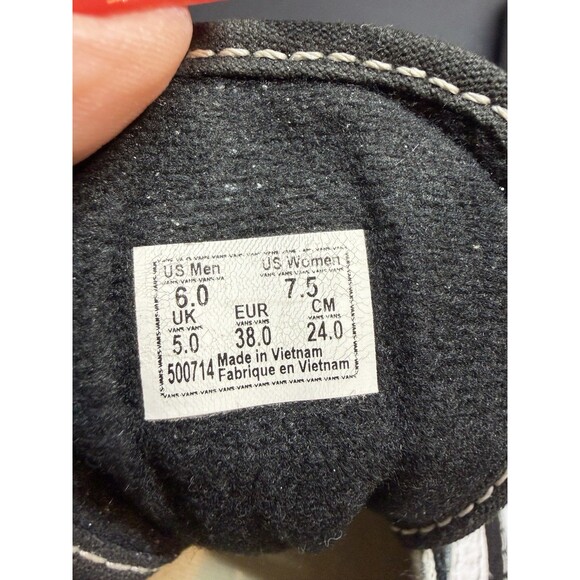 US Men US Women
6.0 7.5
UK EUR CM
5.0 38.0 24.0
500714 Made in Vietnam
Fabrique en Vietnam